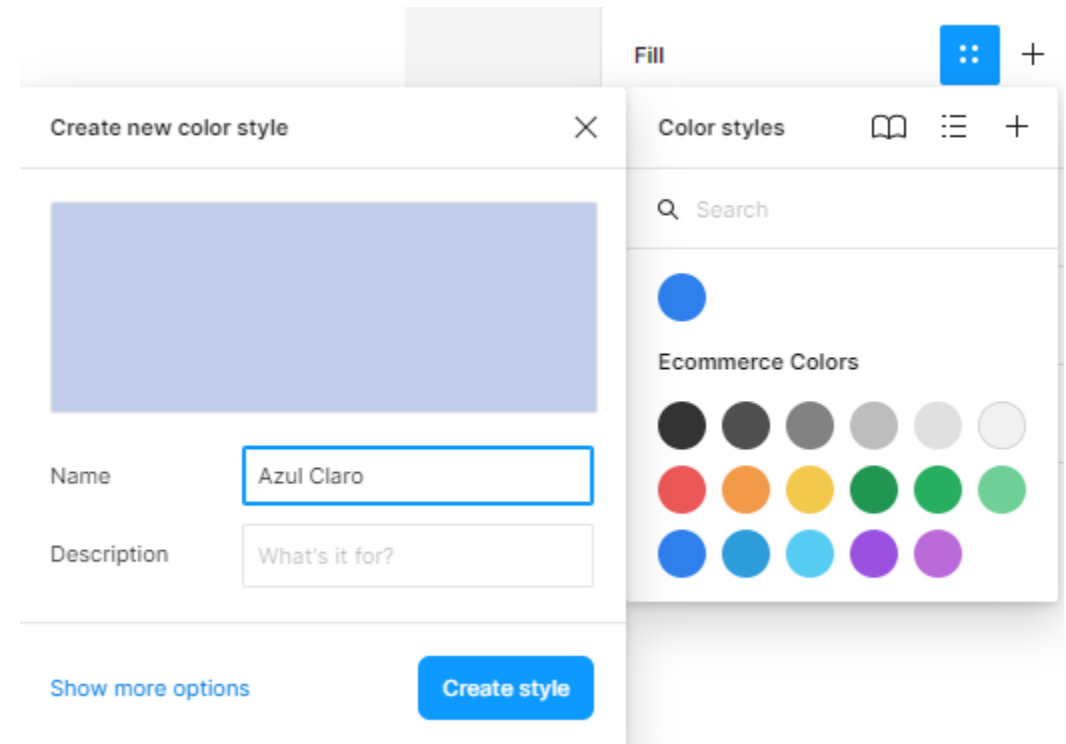 Fill
Create new color style
Color styles
Search
Ecommerce Colors
Name
Azul Claro
Description
What's it for?
Show more options
Create style